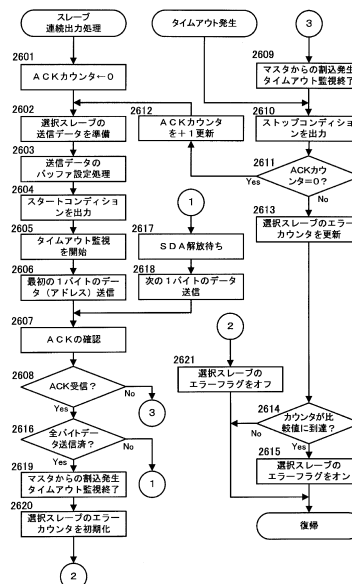 スレーブ
連続出力処理
2601
ACKカウンタ←0
2602
選択スレーブの
送信データを準備
2603
送信データの
バッファ設定処理
2604
スタートコンディショ
ンを出力
2605
タイムアウト監視
を開始
2606
最初の1バイトのデー
タ(アドレス)送信
2607
ACKの確認
2608
ACK受信?
No
Yes
3
2616
全バイトデー
タ送信済?
No
Yes
1
2619
マスタからの割込発生
タイムアウト監視終了
2620
選択スレーブのエラー
カウンタを初期化
2
タイムアウト発生
2612
ACKカウンタ
を+1更新
1
2617
SDA解放待ち
2618
次の1バイトのデータ
送信
3
2609
マスタからの割込発生
タイムアウト監視終了
2610
ストップコンディショ
ンを出力
2611
ACKカウ
ンタ=0?
Yes
No
2613
選択スレーブのエラー
カウンタを更新
2
2621
選択スレーブの
エラーフラグをオフ
2614
カウンタが比
較値に到達?
No
Yes
2615
選択スレーブの
エラーフラグをオン
復帰